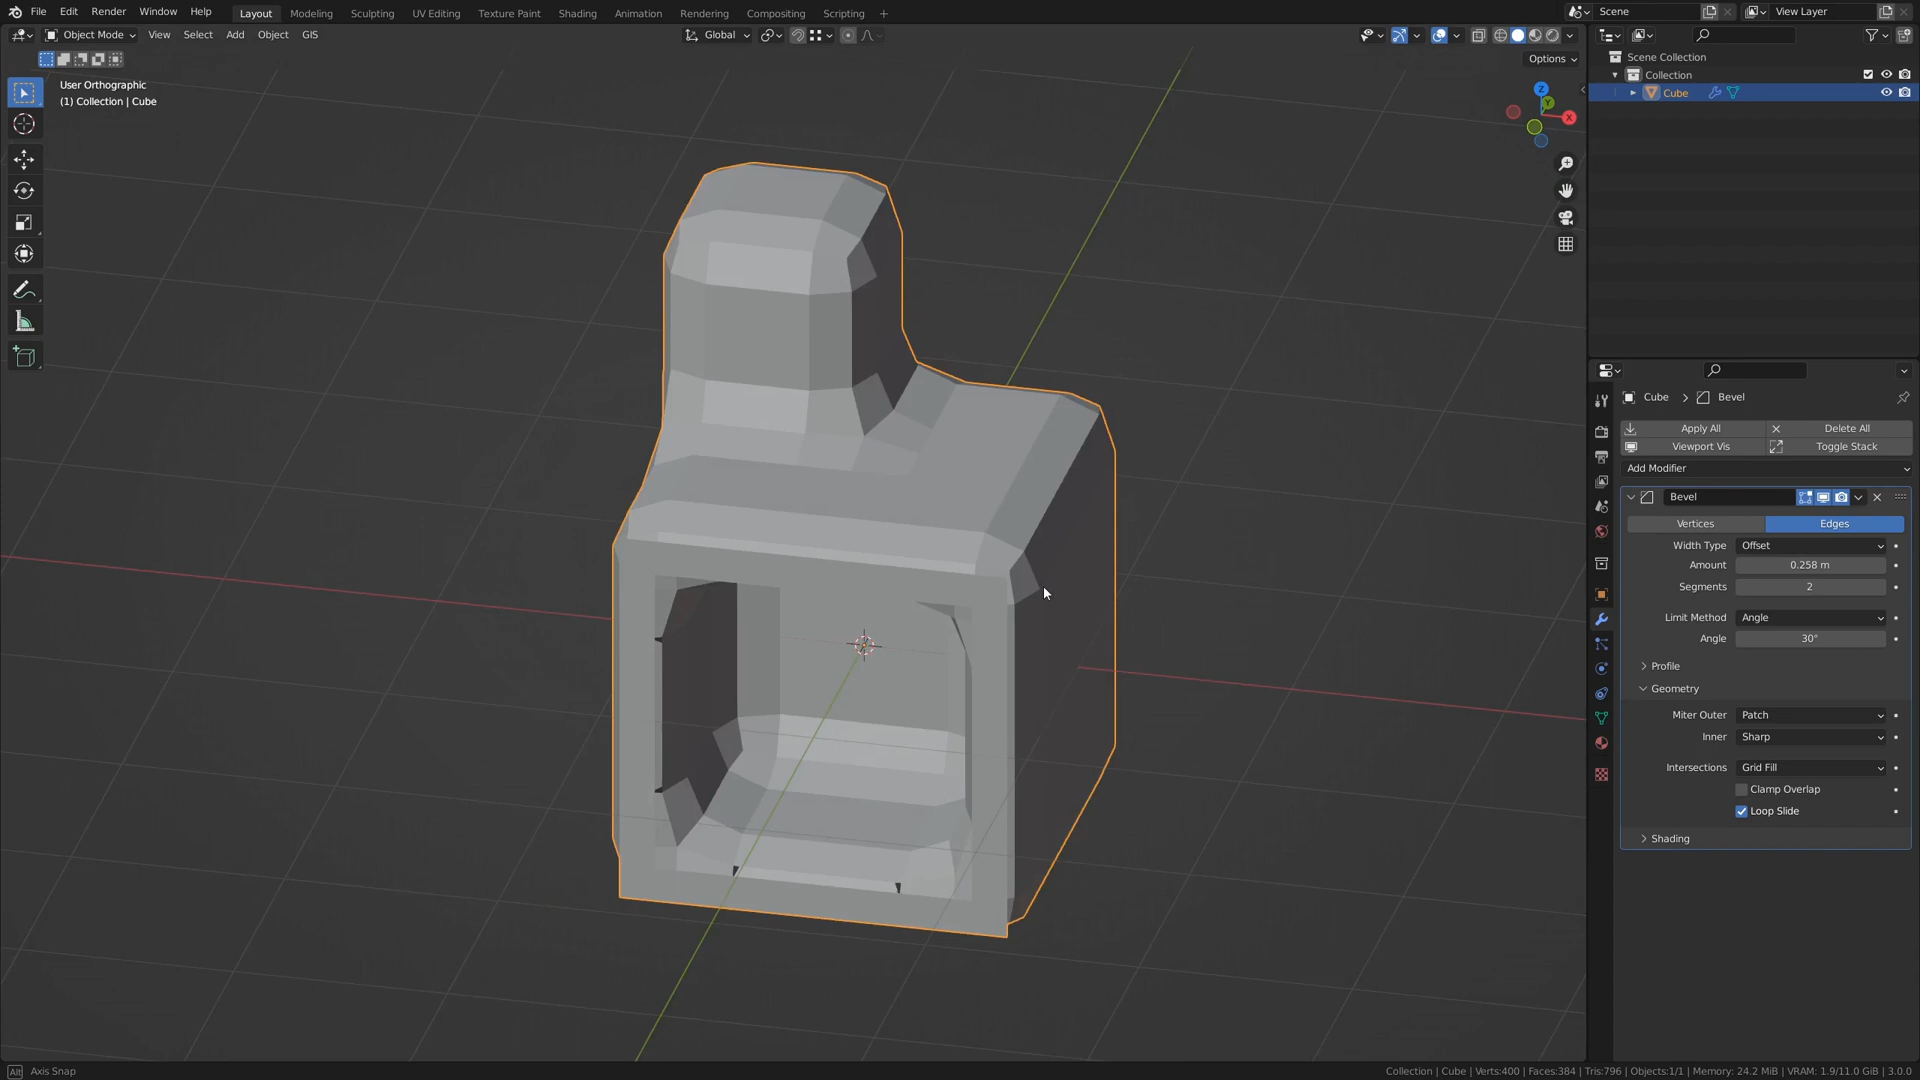 File Edit Render Window Help Layout Modeling Sculpting UV Editing Texture Paint Shading Animation Rendering Compositing Scripting + Scene View Layer
Object Mode View Select Add Object GIS Global
Options
User Orthographic
(1) Collection | Cube
Scene Collection
Collection
Cube
Z
Y
X
Cube > Bevel
Apply All Delete All
Viewport Vis Toggle Stack
Add Modifier
Bevel
Vertices Edges
Width Type Offset
Amount 0.258 m
Segments 2
Limit Method Angle
Angle 30°
Profile
Geometry
Miter Outer Patch
Inner Sharp
Intersections Grid Fill
Clamp Overlap
Loop Slide
Shading
Alt Axis Snap
Collection | Cube | Verts:400 | Faces:384 | Tris:796 | Objects:1/1 | Memory: 24.2 MiB | VRAM: 1.9/11.0 GiB | 3.0.0